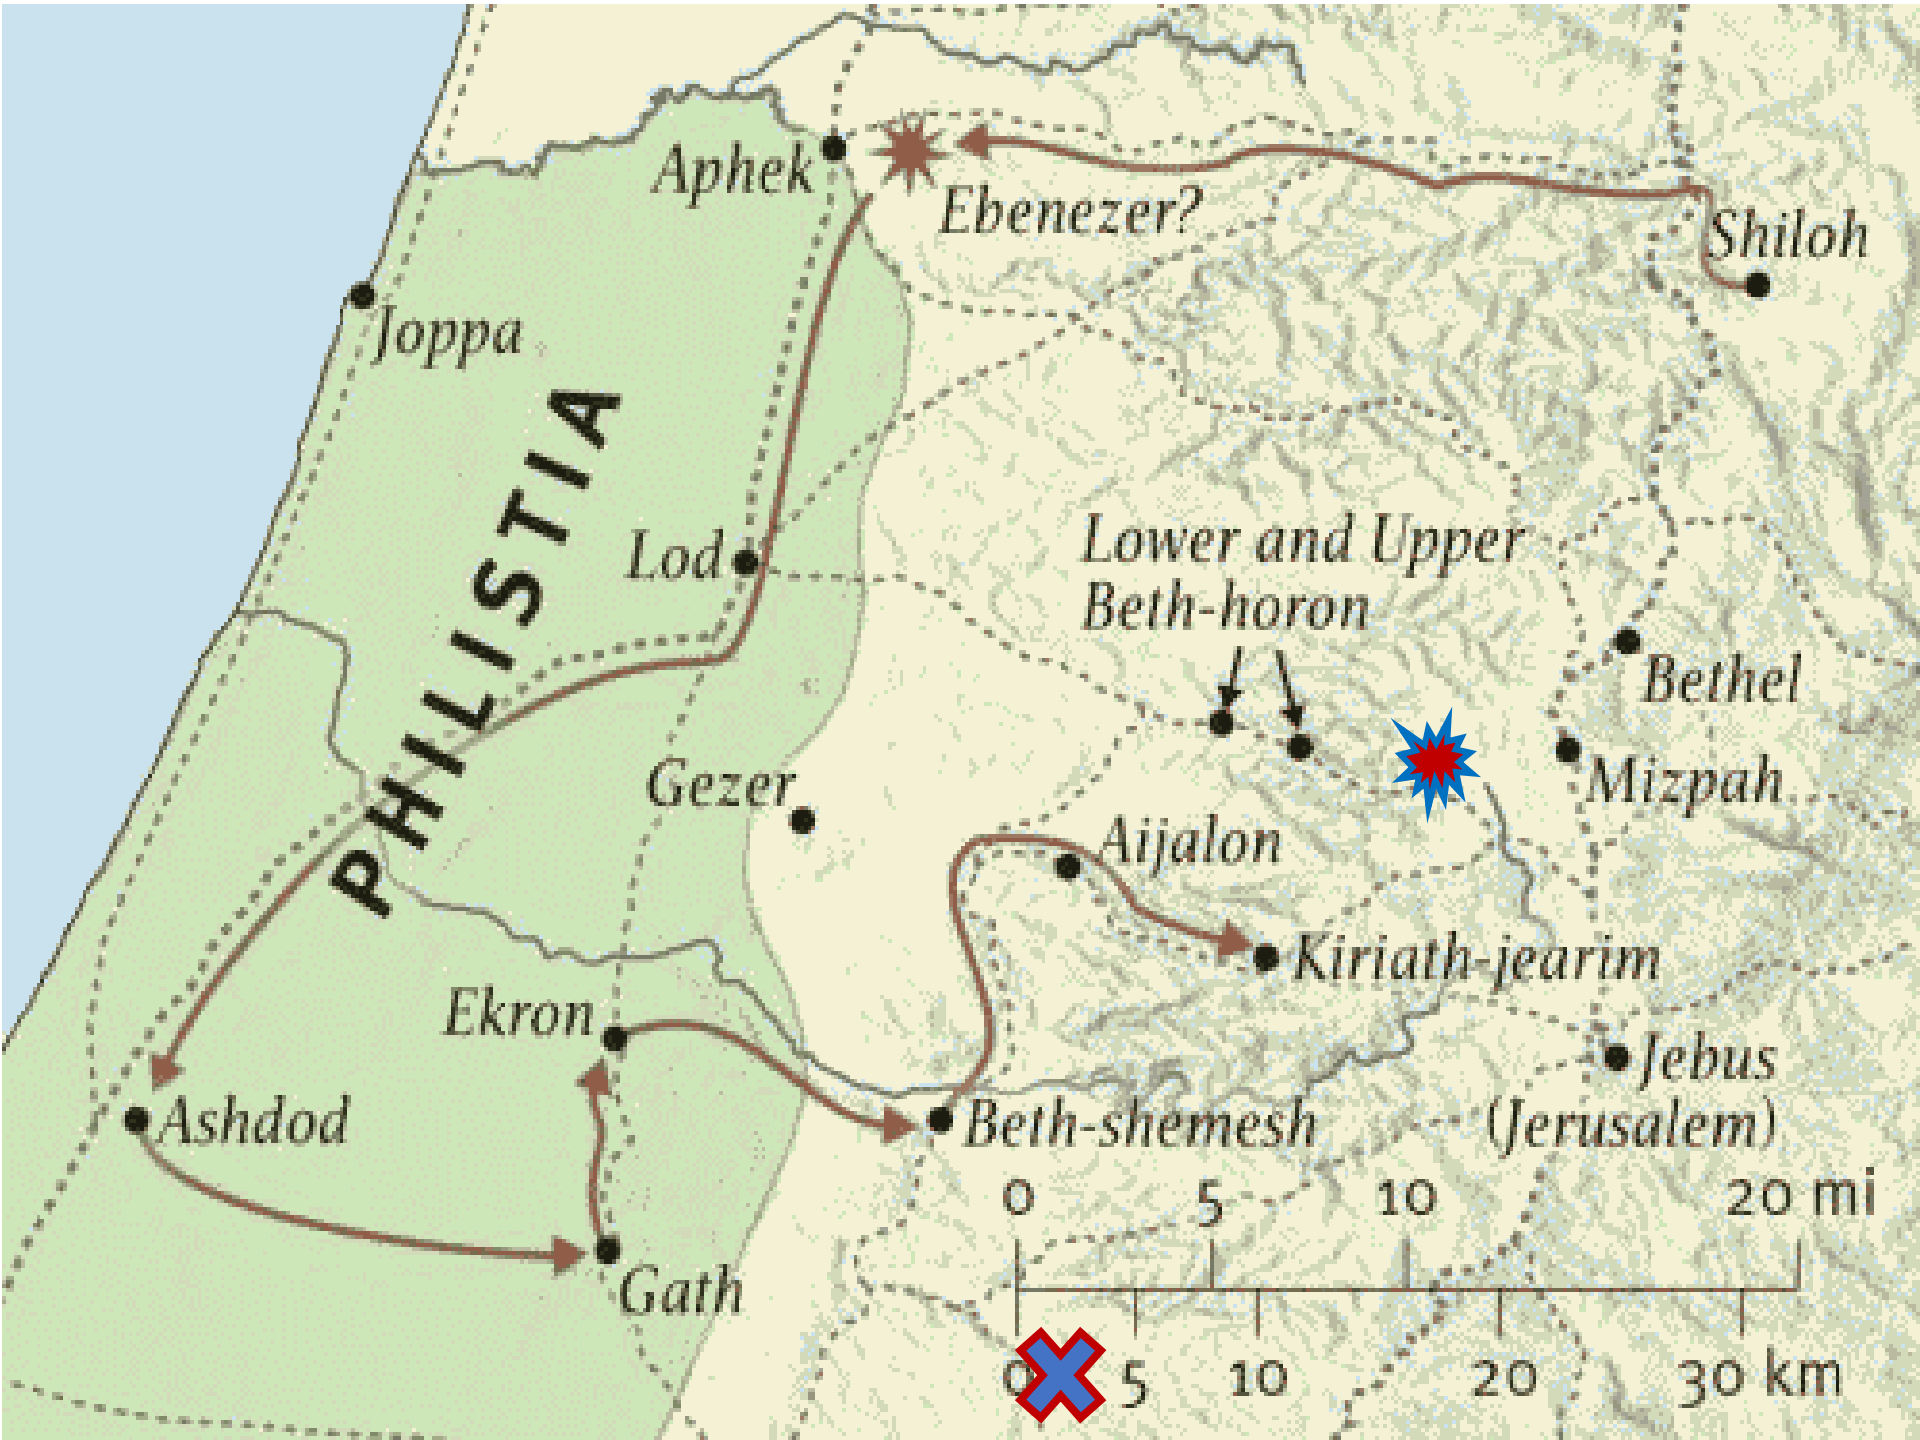 Aphek
Ebenezer?
Shiloh
Joppa
PHILISTIA
Lod
Lower and Upper
Beth-horon
Bethel
Gezer
Mizpah
Aijalon
Kiriath-jearim
Ekron
Jebus
(Jerusalem)
Ashdod
Beth-shemesh
Gath
0 5 10 20 mi
0 5 10 20 30 km